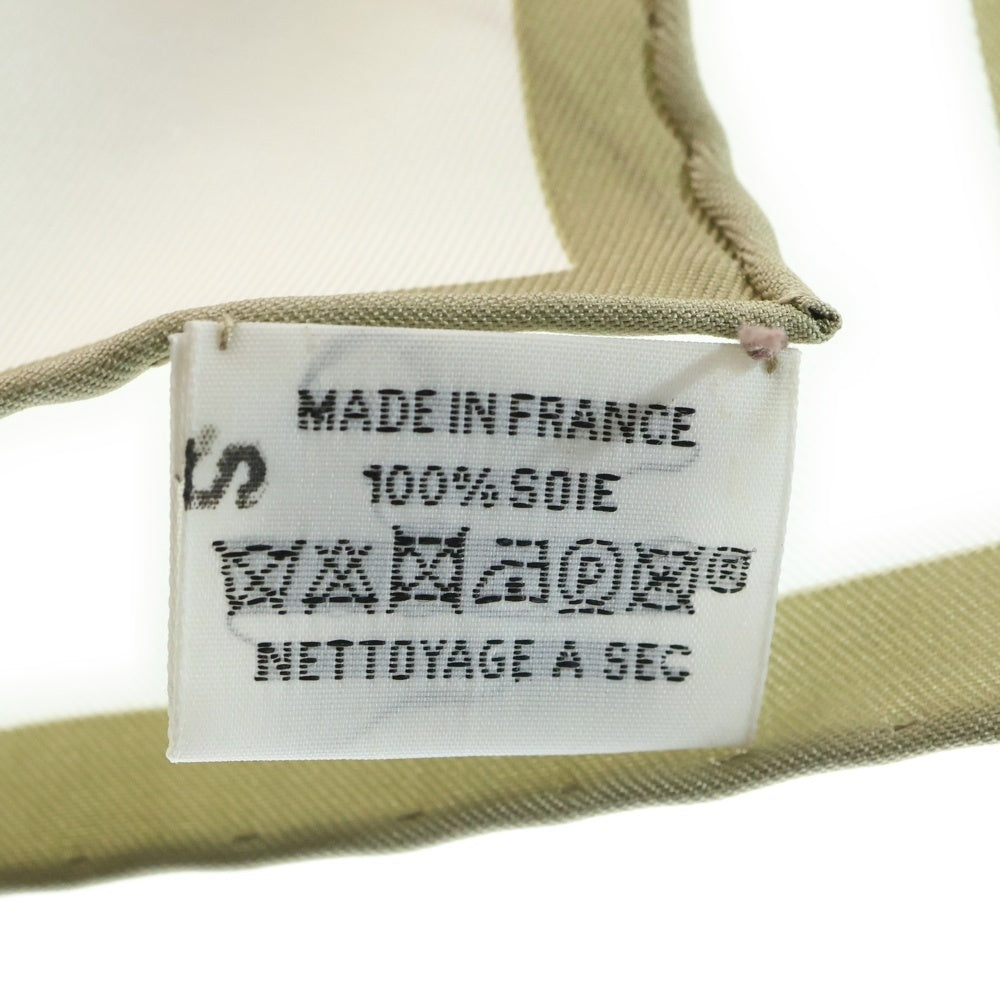 MADE IN FRANCE
100% SOIE
NETTOYAGE A SEC